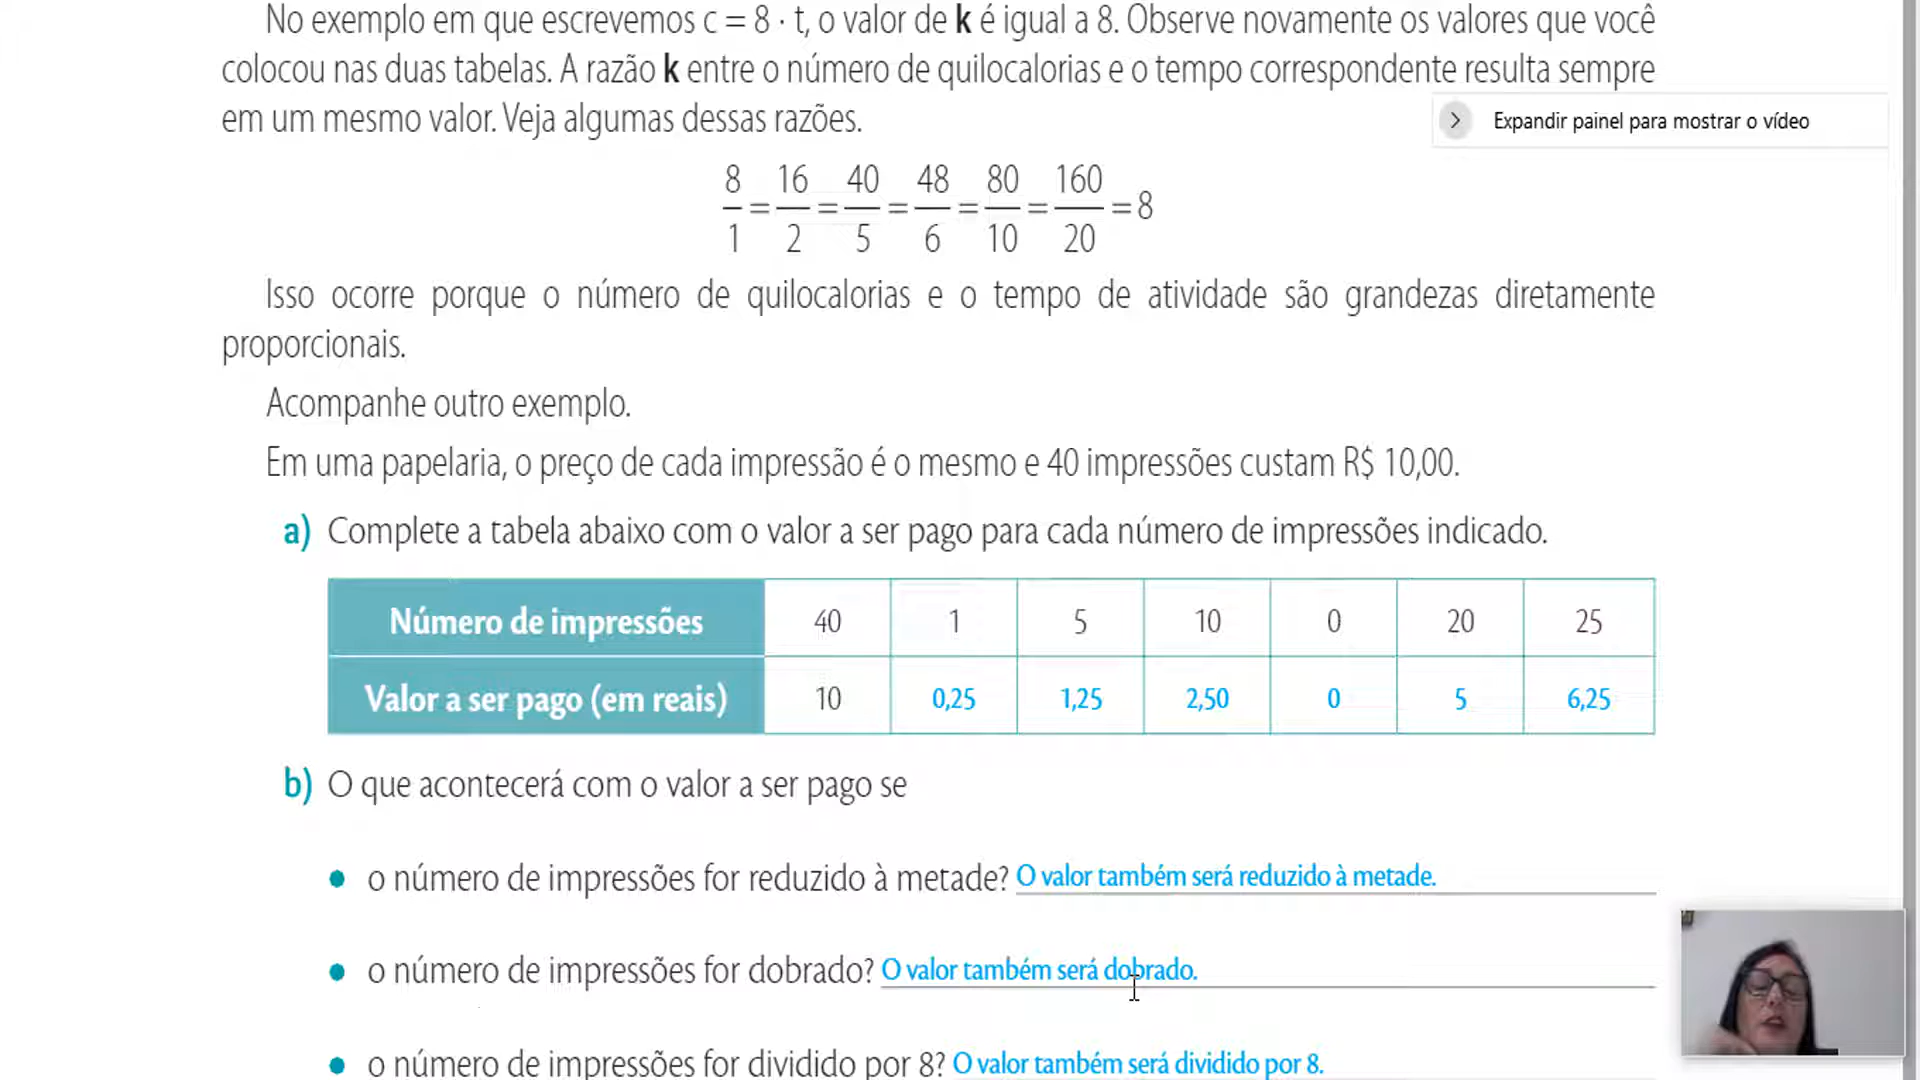 No exemplo em que escrevemos c = 8 · t, o valor de k é igual a 8. Observe novamente os valores que você
colocou nas duas tabelas. A razão k entre o número de quilocalorias e o tempo correspondente resulta sempre
em um mesmo valor. Veja algumas dessas razões.
Expandir painel para mostrar o vídeo
8/1 = 16/2 = 40/5 = 48/6 = 80/10 = 160/20 = 8
Isso ocorre porque o número de quilocalorias e o tempo de atividade são grandezas diretamente
proporcionais.
Acompanhe outro exemplo.
Em uma papelaria, o preço de cada impressão é o mesmo e 40 impressões custam R$ 10,00.
a) Complete a tabela abaixo com o valor a ser pago para cada número de impressões indicado.
Número de impressões 40 1 5 10 0 20 25
Valor a ser pago (em reais) 10 0,25 1,25 2,50 0 5 6,25
b) O que acontecerá com o valor a ser pago se
• o número de impressões for reduzido à metade? O valor também será reduzido à metade.
• o número de impressões for dobrado? O valor também será dobrado.
• o número de impressões for dividido por 8? O valor também será dividido por 8.